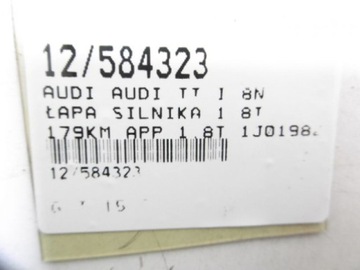 12/584323
AUDI AUDI TT I 8N
ŁAPA SILNIKA 1 8T
179KM APP 1 8T 1J0198
12/584323